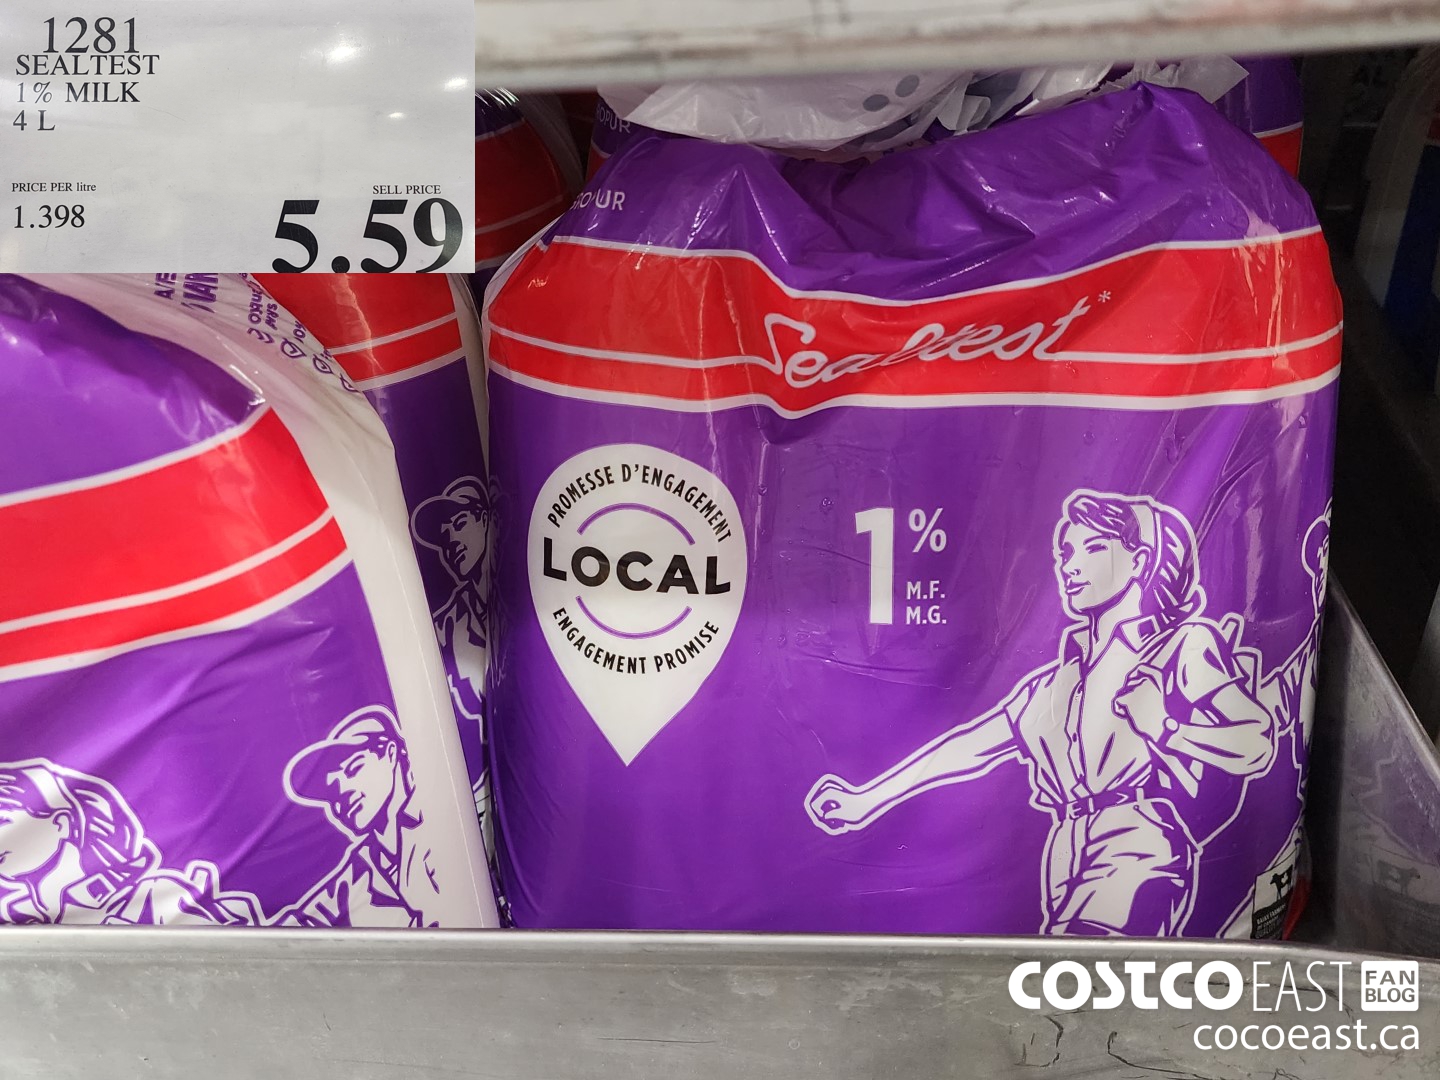 1281
SEALTEST
1% MILK
4 L
PRICE PER litre
1.398
SELL PRICE
5.59
Sealtest*
PROMESSE D'ENGAGEMENT
LOCAL
ENGAGEMENT PROMISE
1%
M.F.
M.G.
COSTCO EAST FAN BLOG
cocoeast.ca